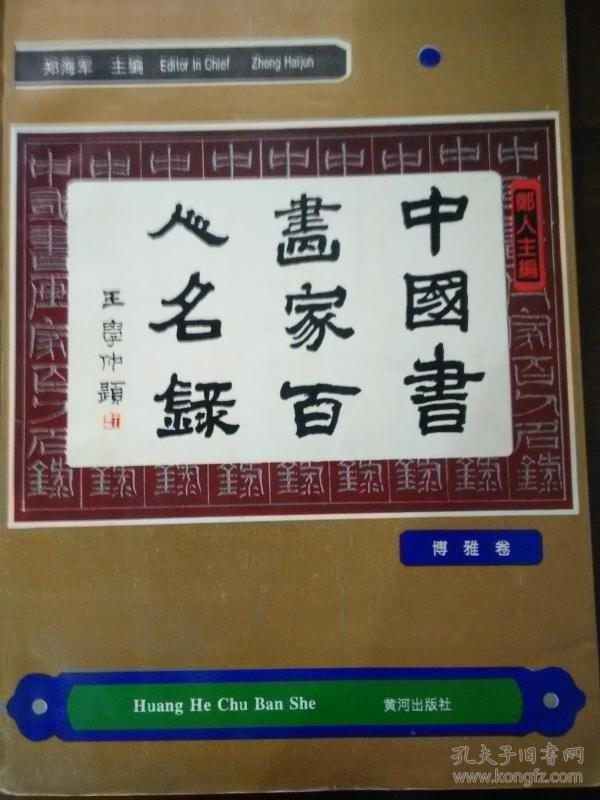 郑海军 主编 Editor In Chief Zheng Haijun
鄭人主編
中國書
畫家百
人名錄
王學仲題
博雅卷
Huang He Chu Ban She 黄河出版社
孔夫子旧书网
www.kongfz.com